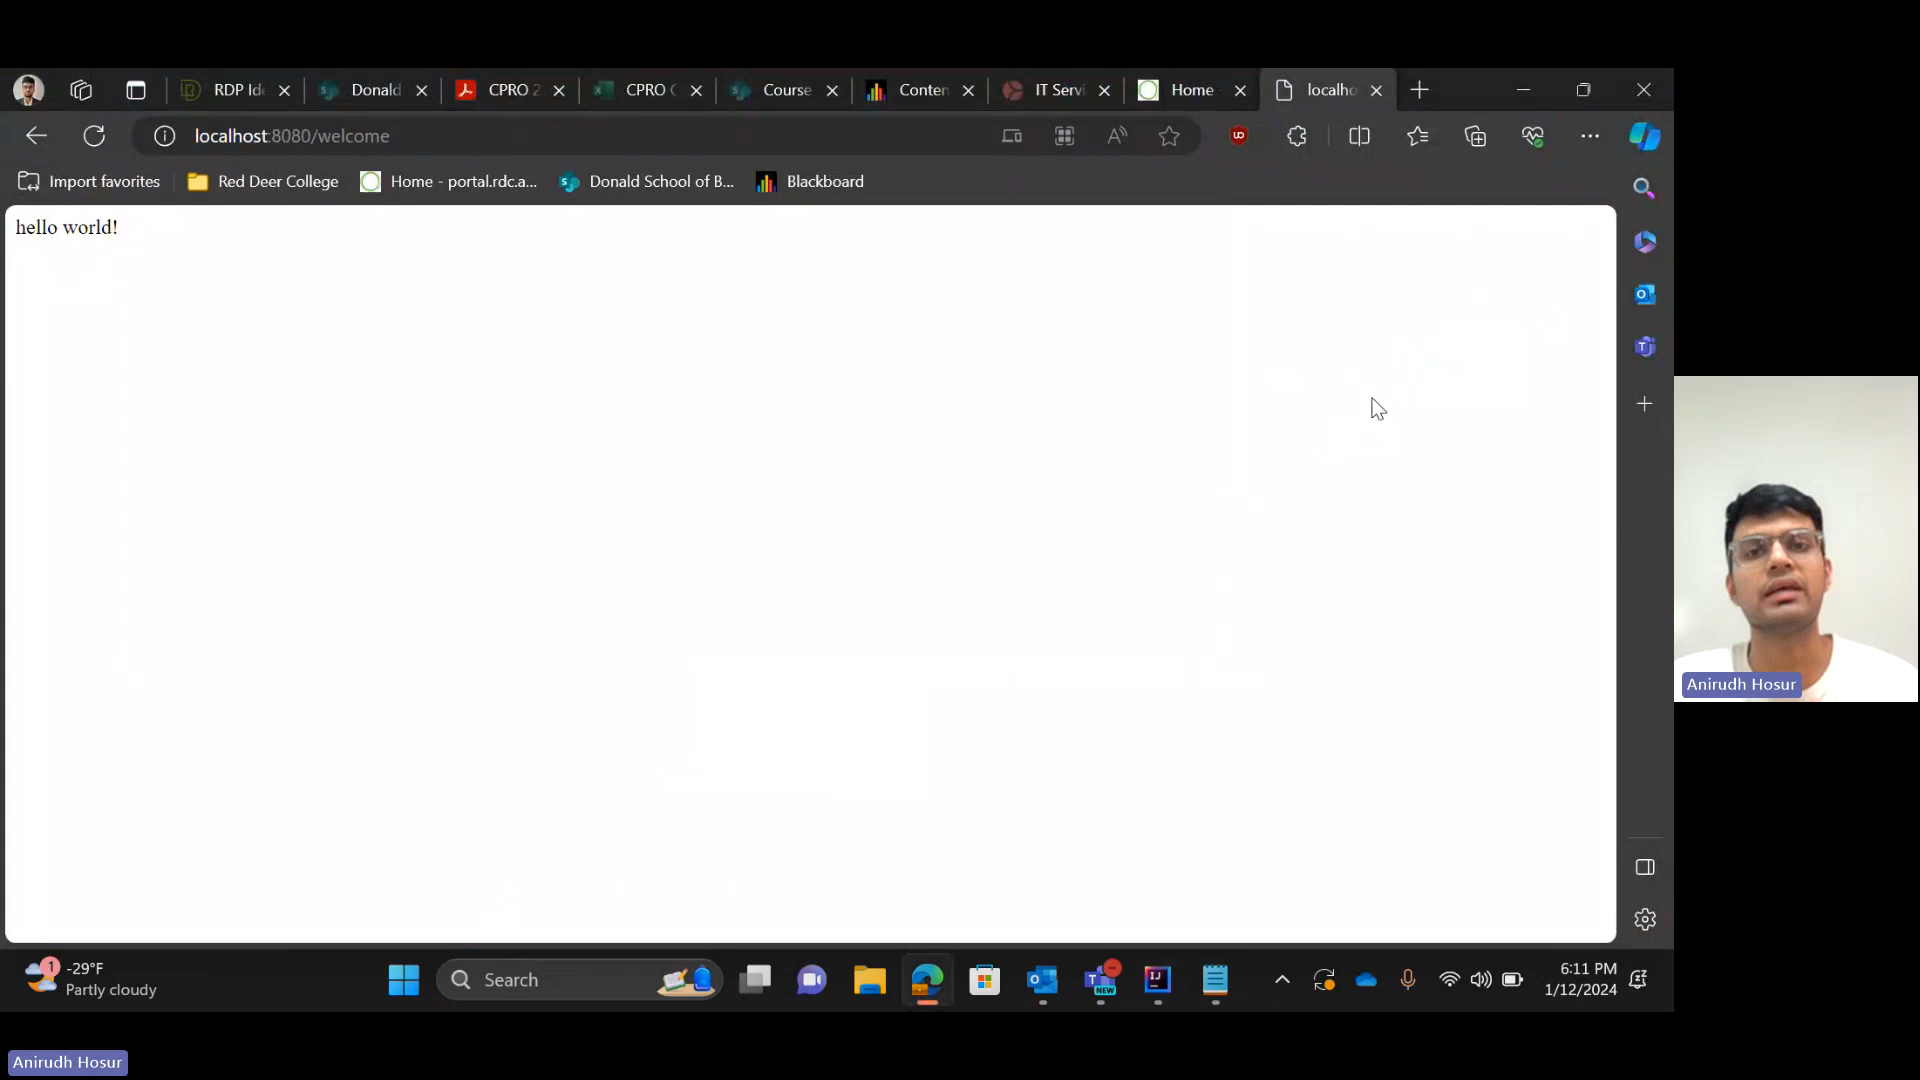 RDP Id
Donald
CPRO 2
CPRO (
Course
Conten
IT Servi
Home
localho
localhost:8080/welcome
Import favorites
Red Deer College
Home - portal.rdc.a...
Donald School of B...
Blackboard
hello world!
Anirudh Hosur
1
-29°F
Partly cloudy
Search
NEW
6:11 PM
1/12/2024
Anirudh Hosur